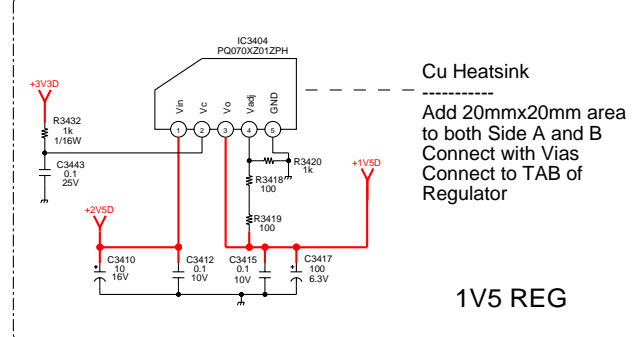 IC3404
PQ070XZ01ZPH
Vin
Vc
Vo
Vadj
GND
1
2
3
4
5
+3V3D
R3432
1k
1/16W
C3443
0.1
25V
R3420
1k
R3418
100
R3419
100
+1V5D
+2V5D
C3410
10
16V
C3412
0.1
10V
C3415
0.1
10V
C3417
100
6.3V
Cu Heatsink
-----------
Add 20mmx20mm area
to both Side A and B
Connect with Vias
Connect to TAB of
Regulator
1V5 REG